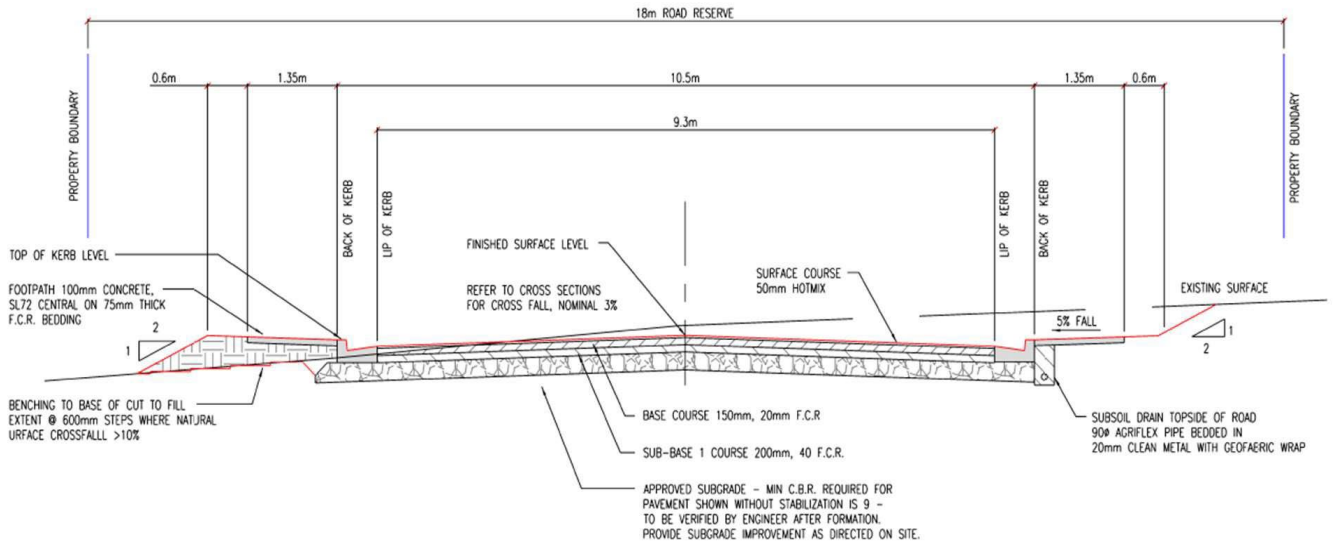 18m ROAD RESERVE
0.6m
1.35m
10.5m
1.35m
0.6m
9.3m
PROPERTY BOUNDARY
BACK OF KERB
LIP OF KERB
LIP OF KERB
BACK OF KERB
PROPERTY BOUNDARY
TOP OF KERB LEVEL
FOOTPATH 100mm CONCRETE,
SL72 CENTRAL ON 75mm THICK
F.C.R. BEDDING
FINISHED SURFACE LEVEL
REFER TO CROSS SECTIONS
FOR CROSS FALL, NOMINAL 3%
SURFACE COURSE
50mm HOTMIX
EXISTING SURFACE
5% FALL
2
1
1
2
BENCHING TO BASE OF CUT TO FILL
EXTENT @ 600mm STEPS WHERE NATURAL
URFACE CROSSFALLL >10%
BASE COURSE 150mm, 20mm F.C.R
SUB-BASE 1 COURSE 200mm, 40 F.C.R.
APPROVED SUBGRADE - MIN C.B.R. REQUIRED FOR
PAVEMENT SHOWN WITHOUT STABILIZATION IS 9 -
TO BE VERIFIED BY ENGINEER AFTER FORMATION.
PROVIDE SUBGRADE IMPROVEMENT AS DIRECTED ON SITE.
SUBSOIL DRAIN TOPSIDE OF ROAD
90ø AGRIFLEX PIPE BEDDED IN
20mm CLEAN METAL WITH GEOFAERIC WRAP